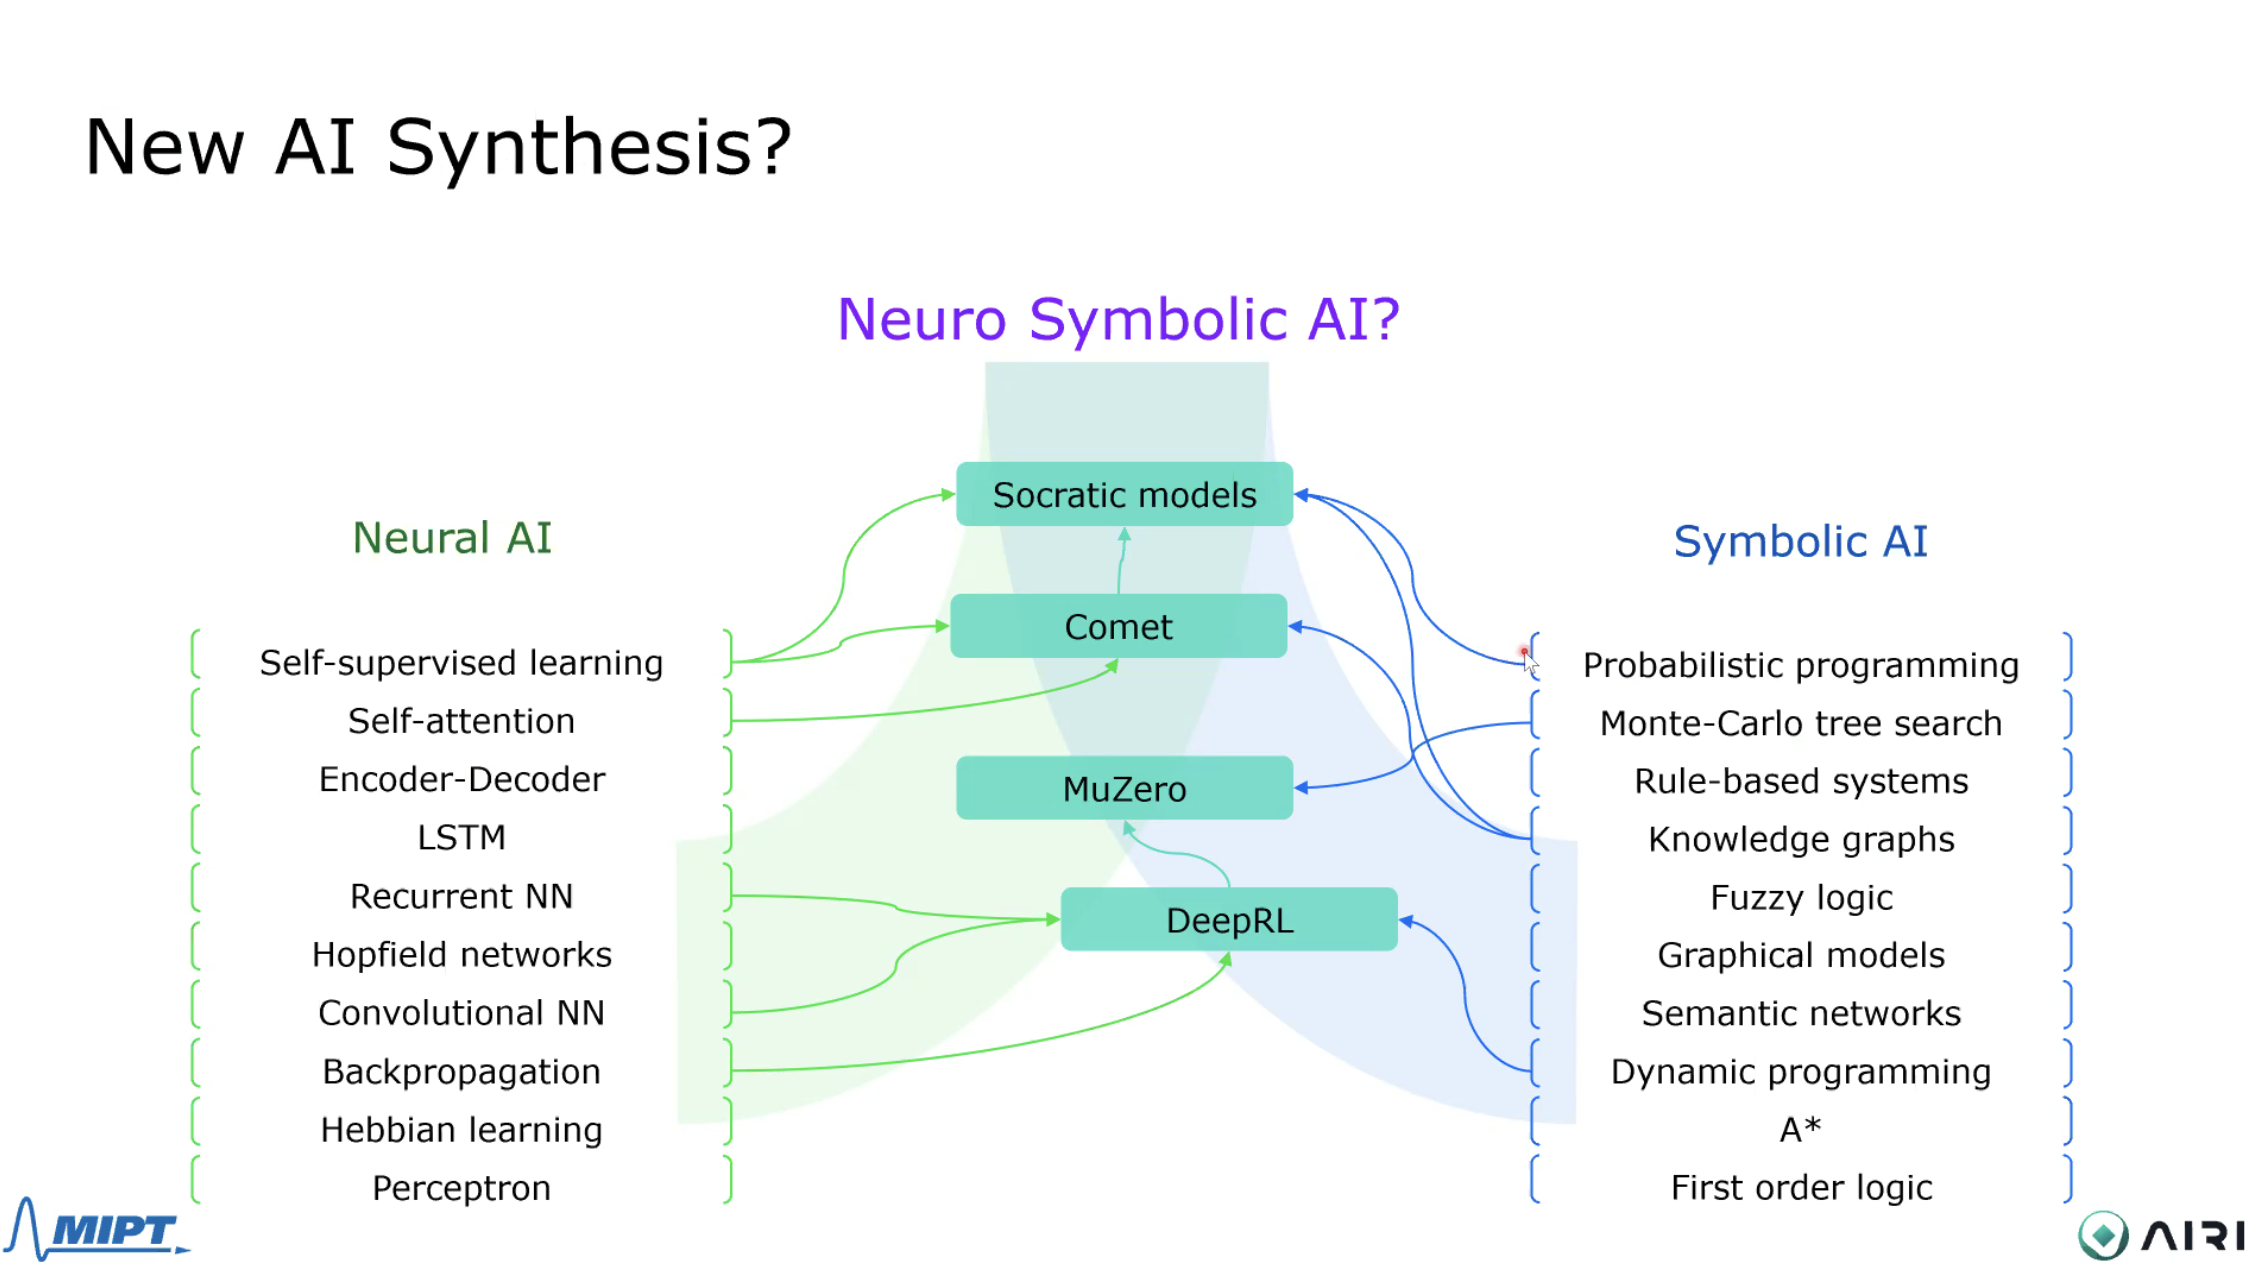 New AI Synthesis?
Neuro Symbolic AI?
Socratic models
Comet
MuZero
DeepRL
Neural AI
Self-supervised learning
Self-attention
Encoder-Decoder
LSTM
Recurrent NN
Hopfield networks
Convolutional NN
Backpropagation
Hebbian learning
Perceptron
Symbolic AI
Probabilistic programming
Monte-Carlo tree search
Rule-based systems
Knowledge graphs
Fuzzy logic
Graphical models
Semantic networks
Dynamic programming
A*
First order logic
MIPT
AIRI